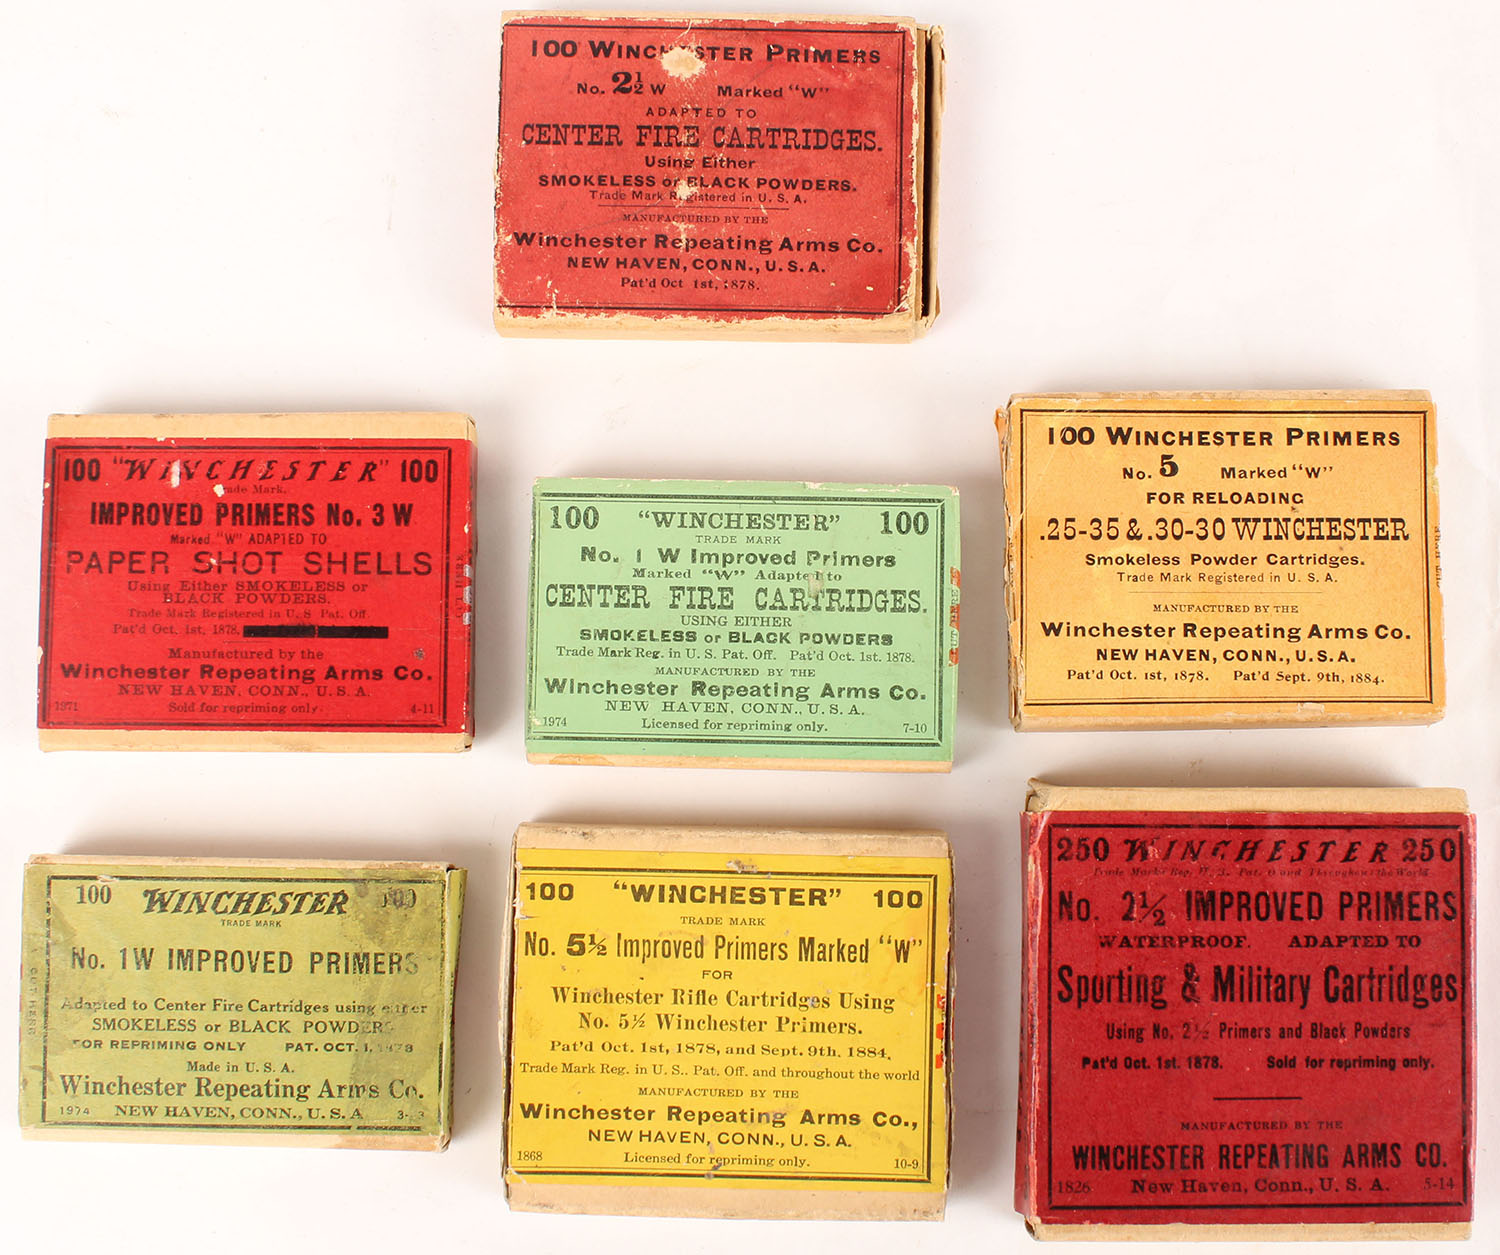 100 WINCHESTER PRIMERS
No. 2½ W Marked "W"
ADAPTED TO
CENTER FIRE CARTRIDGES.
Using Either
SMOKELESS or BLACK POWDERS.
Trade Mark Registered in U. S. A.
MANUFACTURED BY THE
Winchester Repeating Arms Co.
NEW HAVEN, CONN., U. S. A.
Pat'd Oct 1st, 1878.
100 "WINCHESTER" 100
Trade Mark.
IMPROVED PRIMERS No. 3 W
Marked "W" ADAPTED TO
PAPER SHOT SHELLS
Using Either SMOKELESS or
BLACK POWDERS.
Trade Mark Registered in U. S. Pat. Off.
Pat'd Oct. 1st, 1878.
Manufactured by the
Winchester Repeating Arms Co.
NEW HAVEN, CONN., U. S. A.
1971 Sold for repriming only. 4-11
100 "WINCHESTER" 100
TRADE MARK
No. 1 W Improved Primers
Marked "W" Adapted to
CENTER FIRE CARTRIDGES.
USING EITHER
SMOKELESS or BLACK POWDERS
Trade Mark Reg. in U. S. Pat. Off. Pat'd Oct. 1st. 1878.
MANUFACTURED BY THE
Winchester Repeating Arms Co.
NEW HAVEN, CONN., U. S. A.
1974 Licensed for repriming only. 7-10
100 WINCHESTER PRIMERS
No. 5 Marked "W"
FOR RELOADING
.25-35 & .30-30 WINCHESTER
Smokeless Powder Cartridges.
Trade Mark Registered in U. S. A.
MANUFACTURED BY THE
Winchester Repeating Arms Co.
NEW HAVEN, CONN., U. S. A.
Pat'd Oct. 1st, 1878. Pat'd Sept. 9th, 1884.
100 WINCHESTER 100
TRADE MARK
No. 1W IMPROVED PRIMERS
Adapted to Center Fire Cartridges using either
SMOKELESS or BLACK POWDERS
FOR REPRIMING ONLY PAT. OCT. 1, 1878
Made in U. S. A.
Winchester Repeating Arms Co.
1974 NEW HAVEN, CONN., U. S. A.
CUT HERE
100 "WINCHESTER" 100
TRADE MARK
No. 5½ Improved Primers Marked "W"
FOR
Winchester Rifle Cartridges Using
No. 5½ Winchester Primers.
Pat'd Oct. 1st, 1878, and Sept. 9th. 1884.
Trade Mark Reg. in U. S. Pat. Off. and throughout the world
MANUFACTURED BY THE
Winchester Repeating Arms Co.,
NEW HAVEN, CONN., U. S. A.
1868 Licensed for repriming only. 10-9
250 WINCHESTER 250
Trade Mark Reg. U. S. Pat. O and Throughout the World
No. 2½ IMPROVED PRIMERS
WATERPROOF. ADAPTED TO
Sporting & Military Cartridges
Using No. 2½ Primers and Black Powders
Pat'd Oct. 1st. 1878. Sold for repriming only.
MANUFACTURED BY THE
WINCHESTER REPEATING ARMS CO.
1826 New Haven, Conn., U. S. A. 5-14